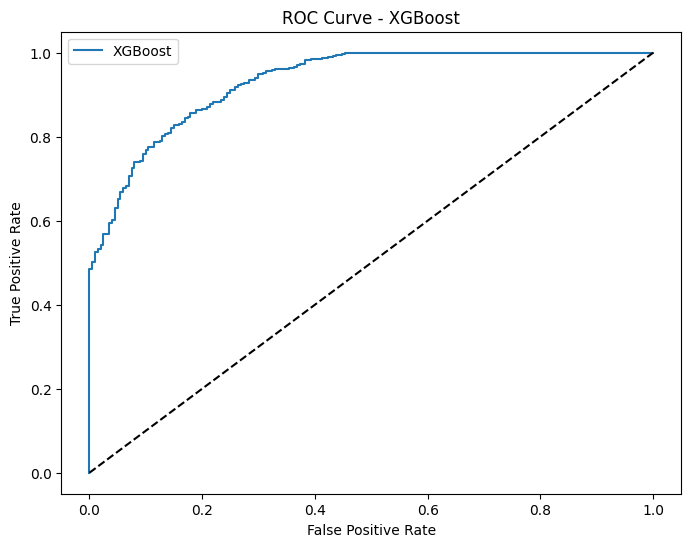 ROC Curve - XGBoost
XGBoost
1.0
0.8
0.6
0.4
0.2
0.0
True Positive Rate
0.0 0.2 0.4 0.6 0.8 1.0
False Positive Rate